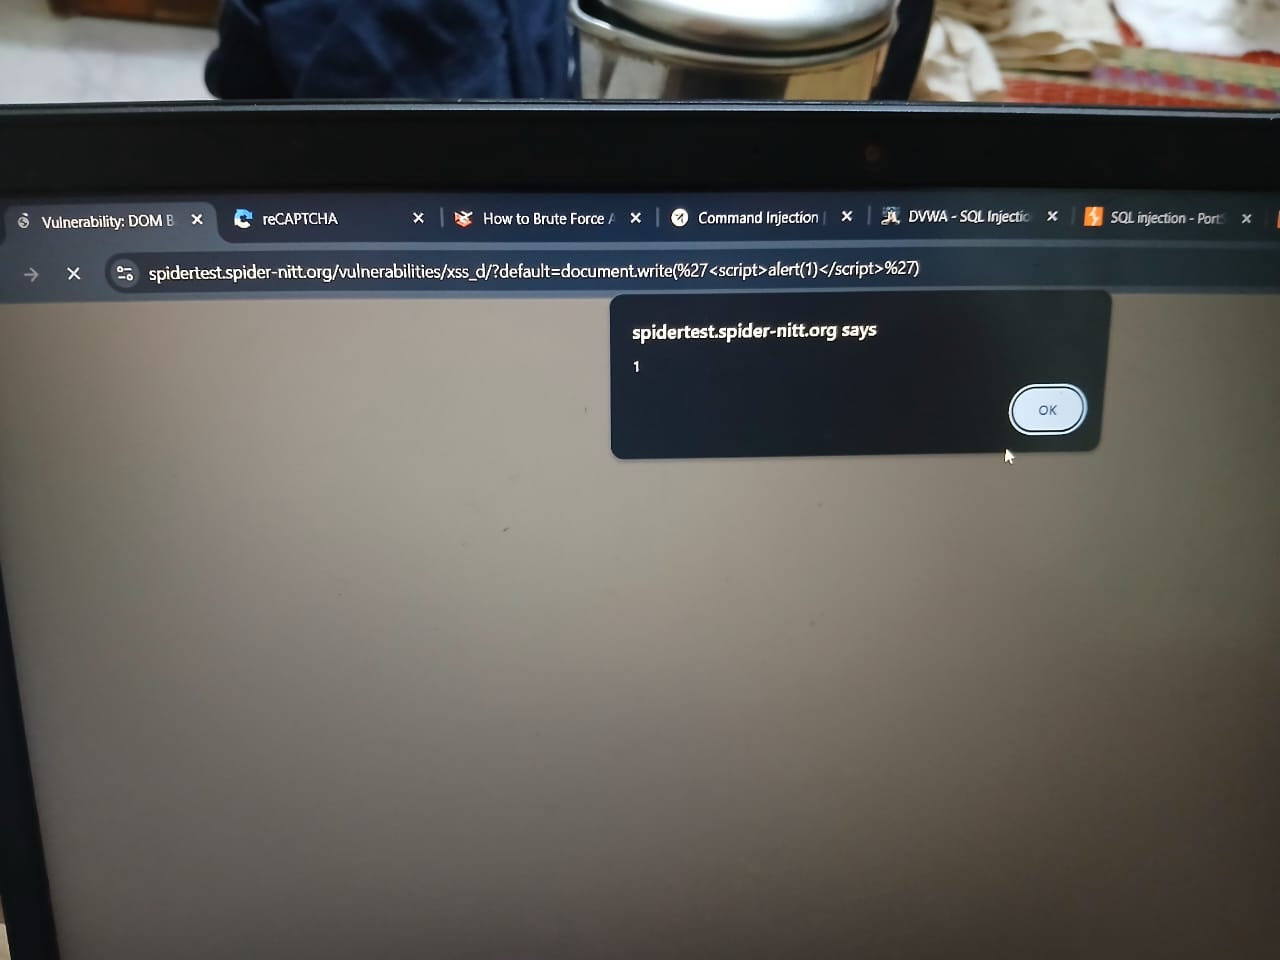 Vulnerability: DOM B
reCAPTCHA
How to Brute Force A
Command Injection
DVWA - SQL Injectio
SQL injection - Port
spidertest.spider-nitt.org/vulnerabilities/xss_d/?default=document.write(%27<script>alert(1)</script>%27)
spidertest.spider-nitt.org says
1
OK